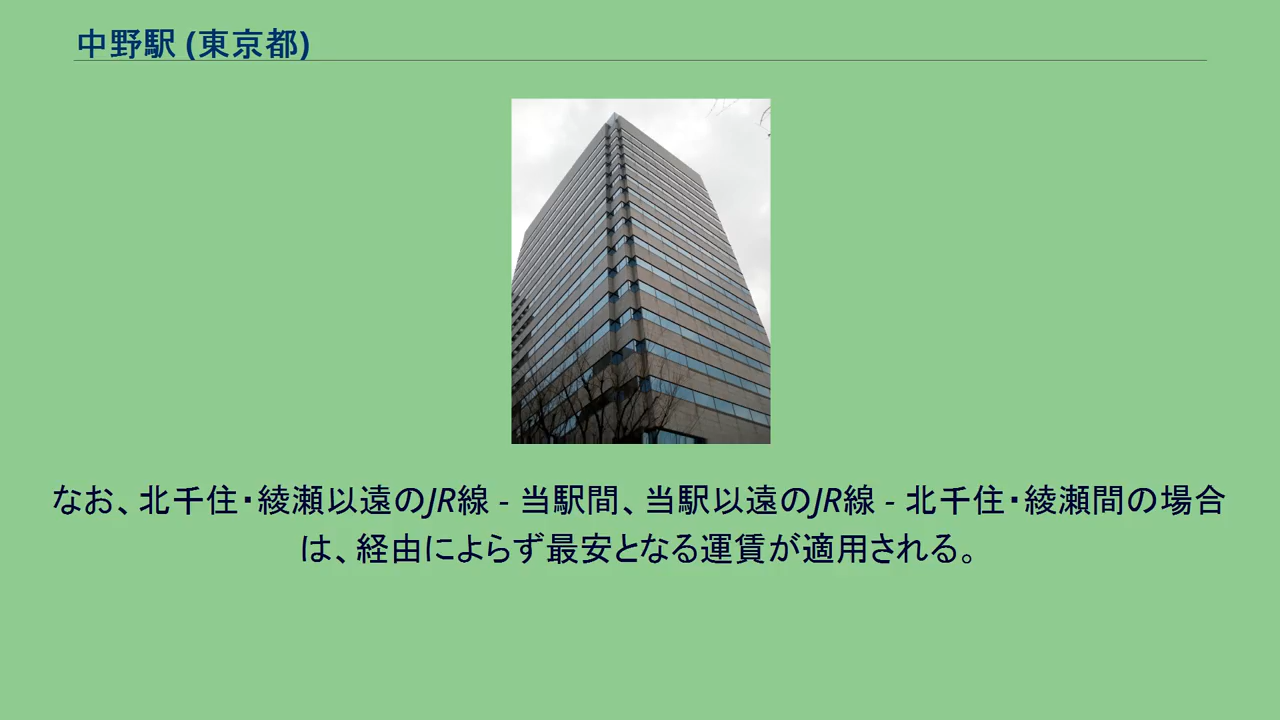 中野駅 (東京都)
なお、北千住・綾瀬以遠のJR線 - 当駅間、当駅以遠のJR線 - 北千住・綾瀬間の場合
は、経由によらず最安となる運賃が適用される。